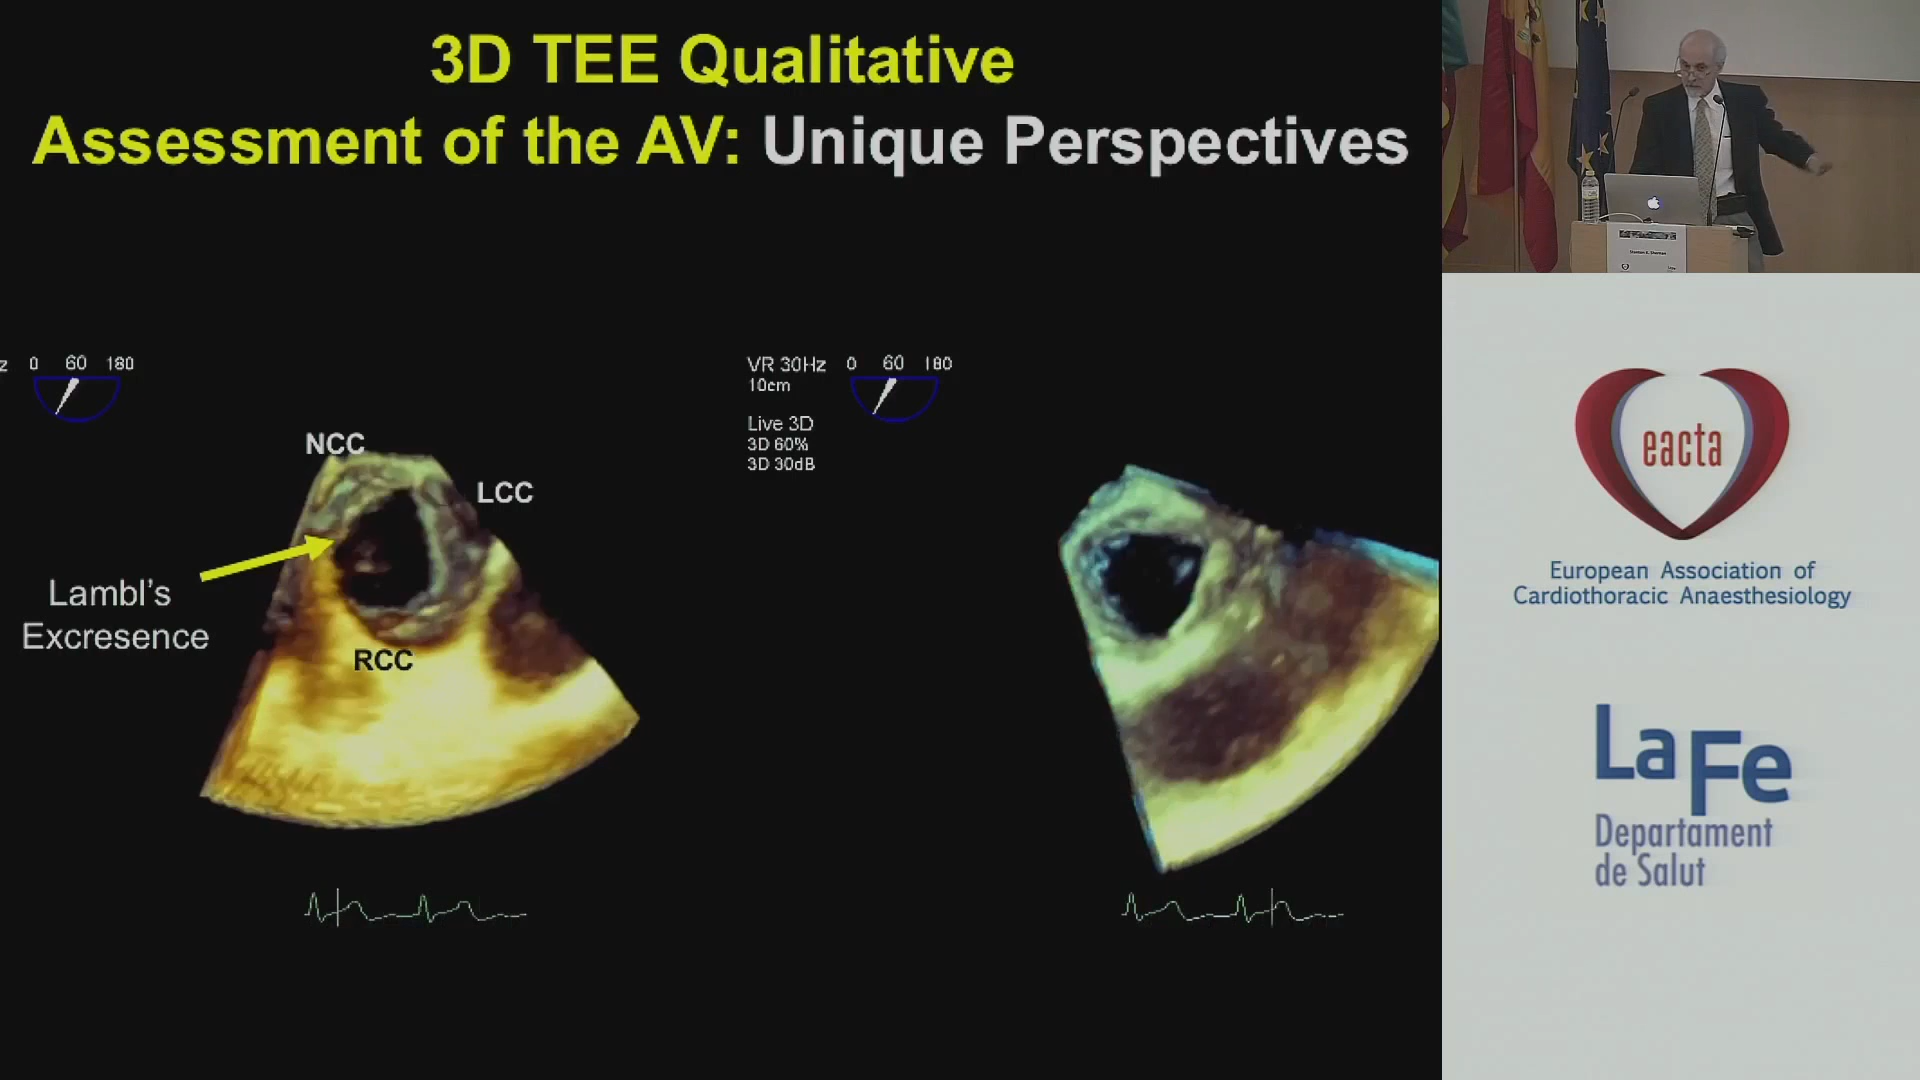 3D TEE Qualitative
Assessment of the AV: Unique Perspectives
z 0 60 180
NCC
LCC
Lambl's
Excresence
RCC
VR 30Hz 0 60 180
10cm
Live 3D
3D 60%
3D 30dB
eacta
European Association of
Cardiothoracic Anaesthesiology
La Fe
Departament
de Salut